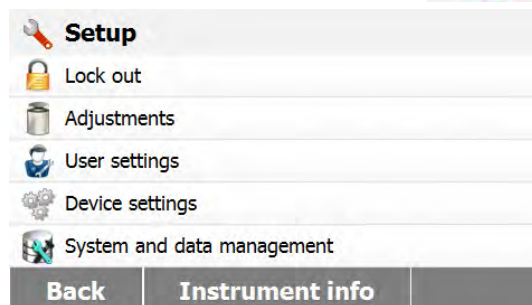 Setup
Lock out
Adjustments
User settings
Device settings
System and data management
Back Instrument info